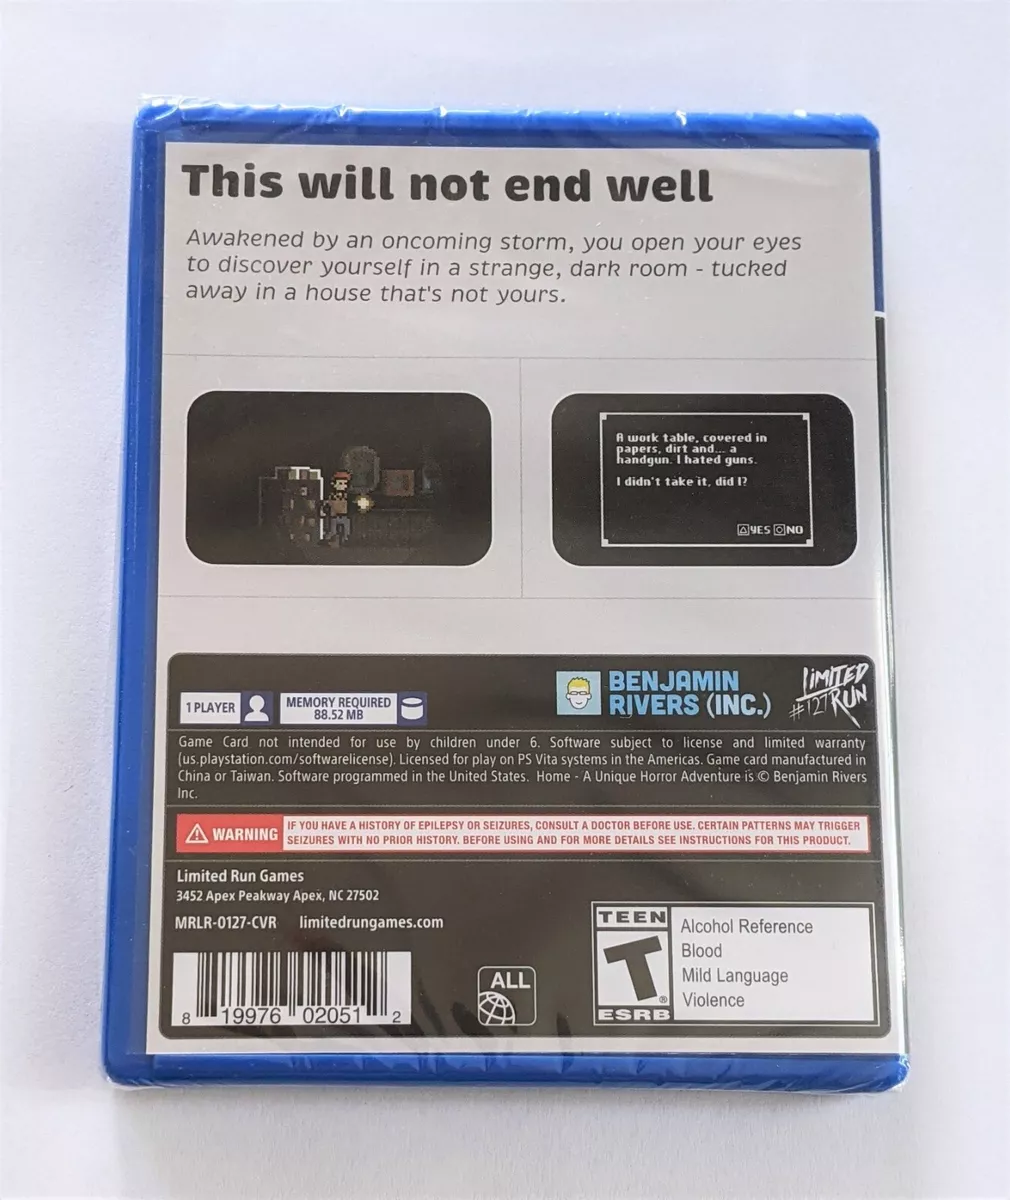 This will not end well
Awakened by an oncoming storm, you open your eyes
to discover yourself in a strange, dark room - tucked
away in a house that's not yours.
A work table, covered in
papers, dirt and... a
handgun. I hated guns.
I didn't take it, did I?
YES NO
1 PLAYER
MEMORY REQUIRED
88.52 MB
BENJAMIN
RIVERS (INC.)
LIMITED
RUN
#127
Game Card not intended for use by children under 6. Software subject to license and limited warranty
(us.playstation.com/softwarelicense). Licensed for play on PS Vita systems in the Americas. Game card manufactured in
China or Taiwan. Software programmed in the United States. Home - A Unique Horror Adventure is © Benjamin Rivers
Inc.
WARNING
IF YOU HAVE A HISTORY OF EPILEPSY OR SEIZURES, CONSULT A DOCTOR BEFORE USE. CERTAIN PATTERNS MAY TRIGGER
SEIZURES WITH NO PRIOR HISTORY. BEFORE USING AND FOR MORE DETAILS SEE INSTRUCTIONS FOR THIS PRODUCT.
Limited Run Games
3452 Apex Peakway Apex, NC 27502
MRLR-0127-CVR limitedrungames.com
8 19976 02051 2
ALL
TEEN
T
®
ESRB
Alcohol Reference
Blood
Mild Language
Violence